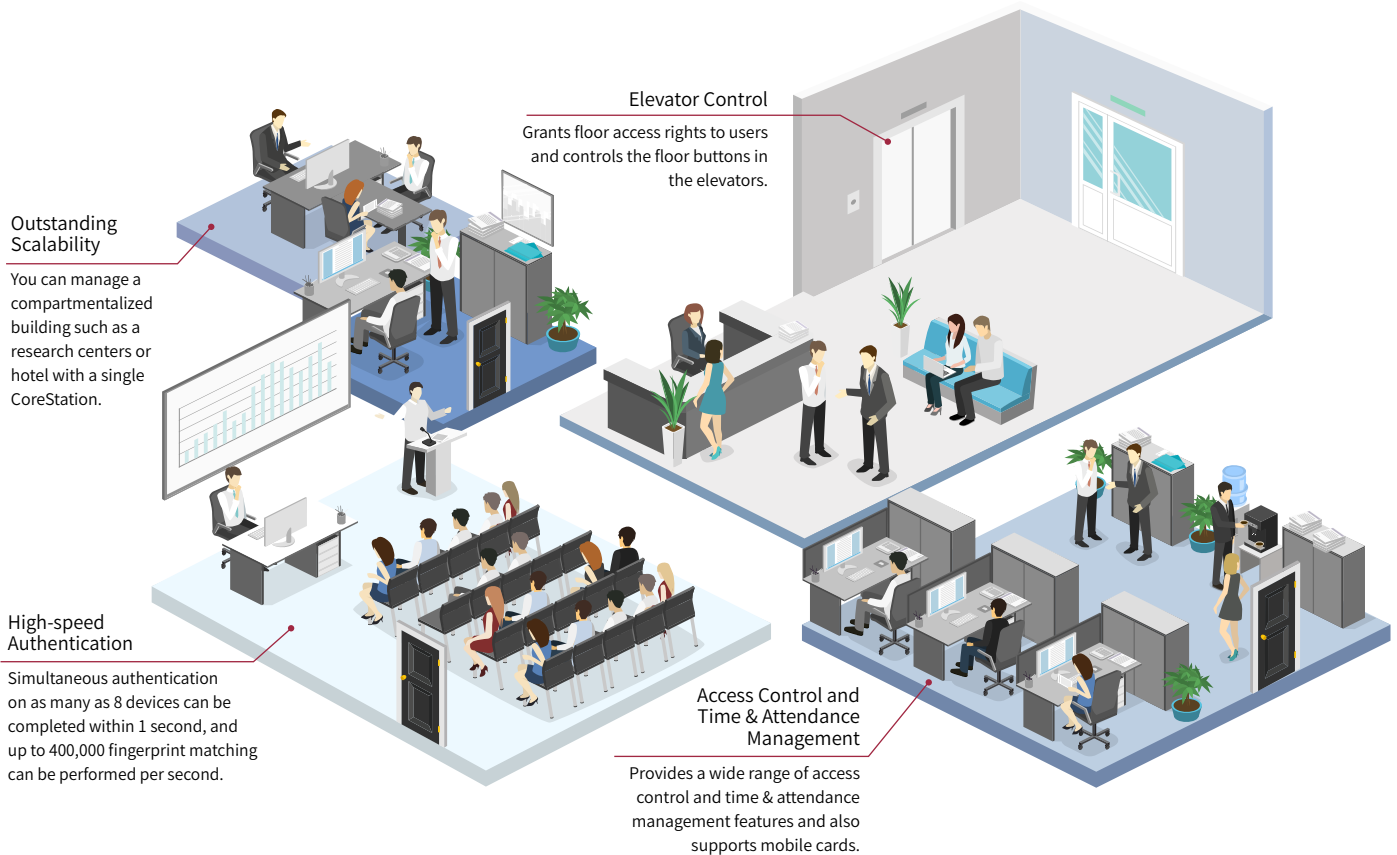 Elevator Control
Grants floor access rights to users
and controls the floor buttons in
the elevators.
Outstanding
Scalability
You can manage a
compartmentalized
building such as a
research centers or
hotel with a single
CoreStation.
High-speed
Authentication
Simultaneous authentication
on as many as 8 devices can be
completed within 1 second, and
up to 400,000 fingerprint matching
can be performed per second.
Access Control and
Time & Attendance
Management
Provides a wide range of access
control and time & attendance
management features and also
supports mobile cards.